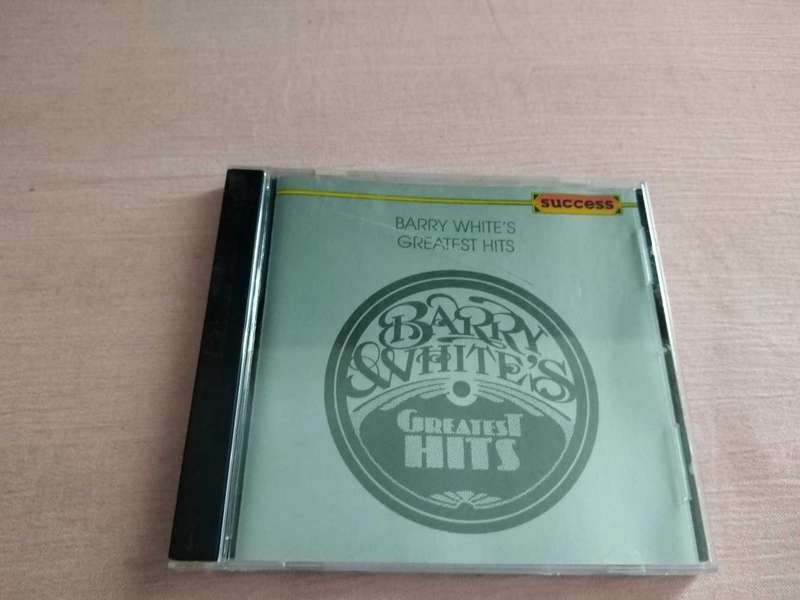 success
BARRY WHITE'S
GREATEST HITS
BARRY
WHITE'S
GREATEST
HITS